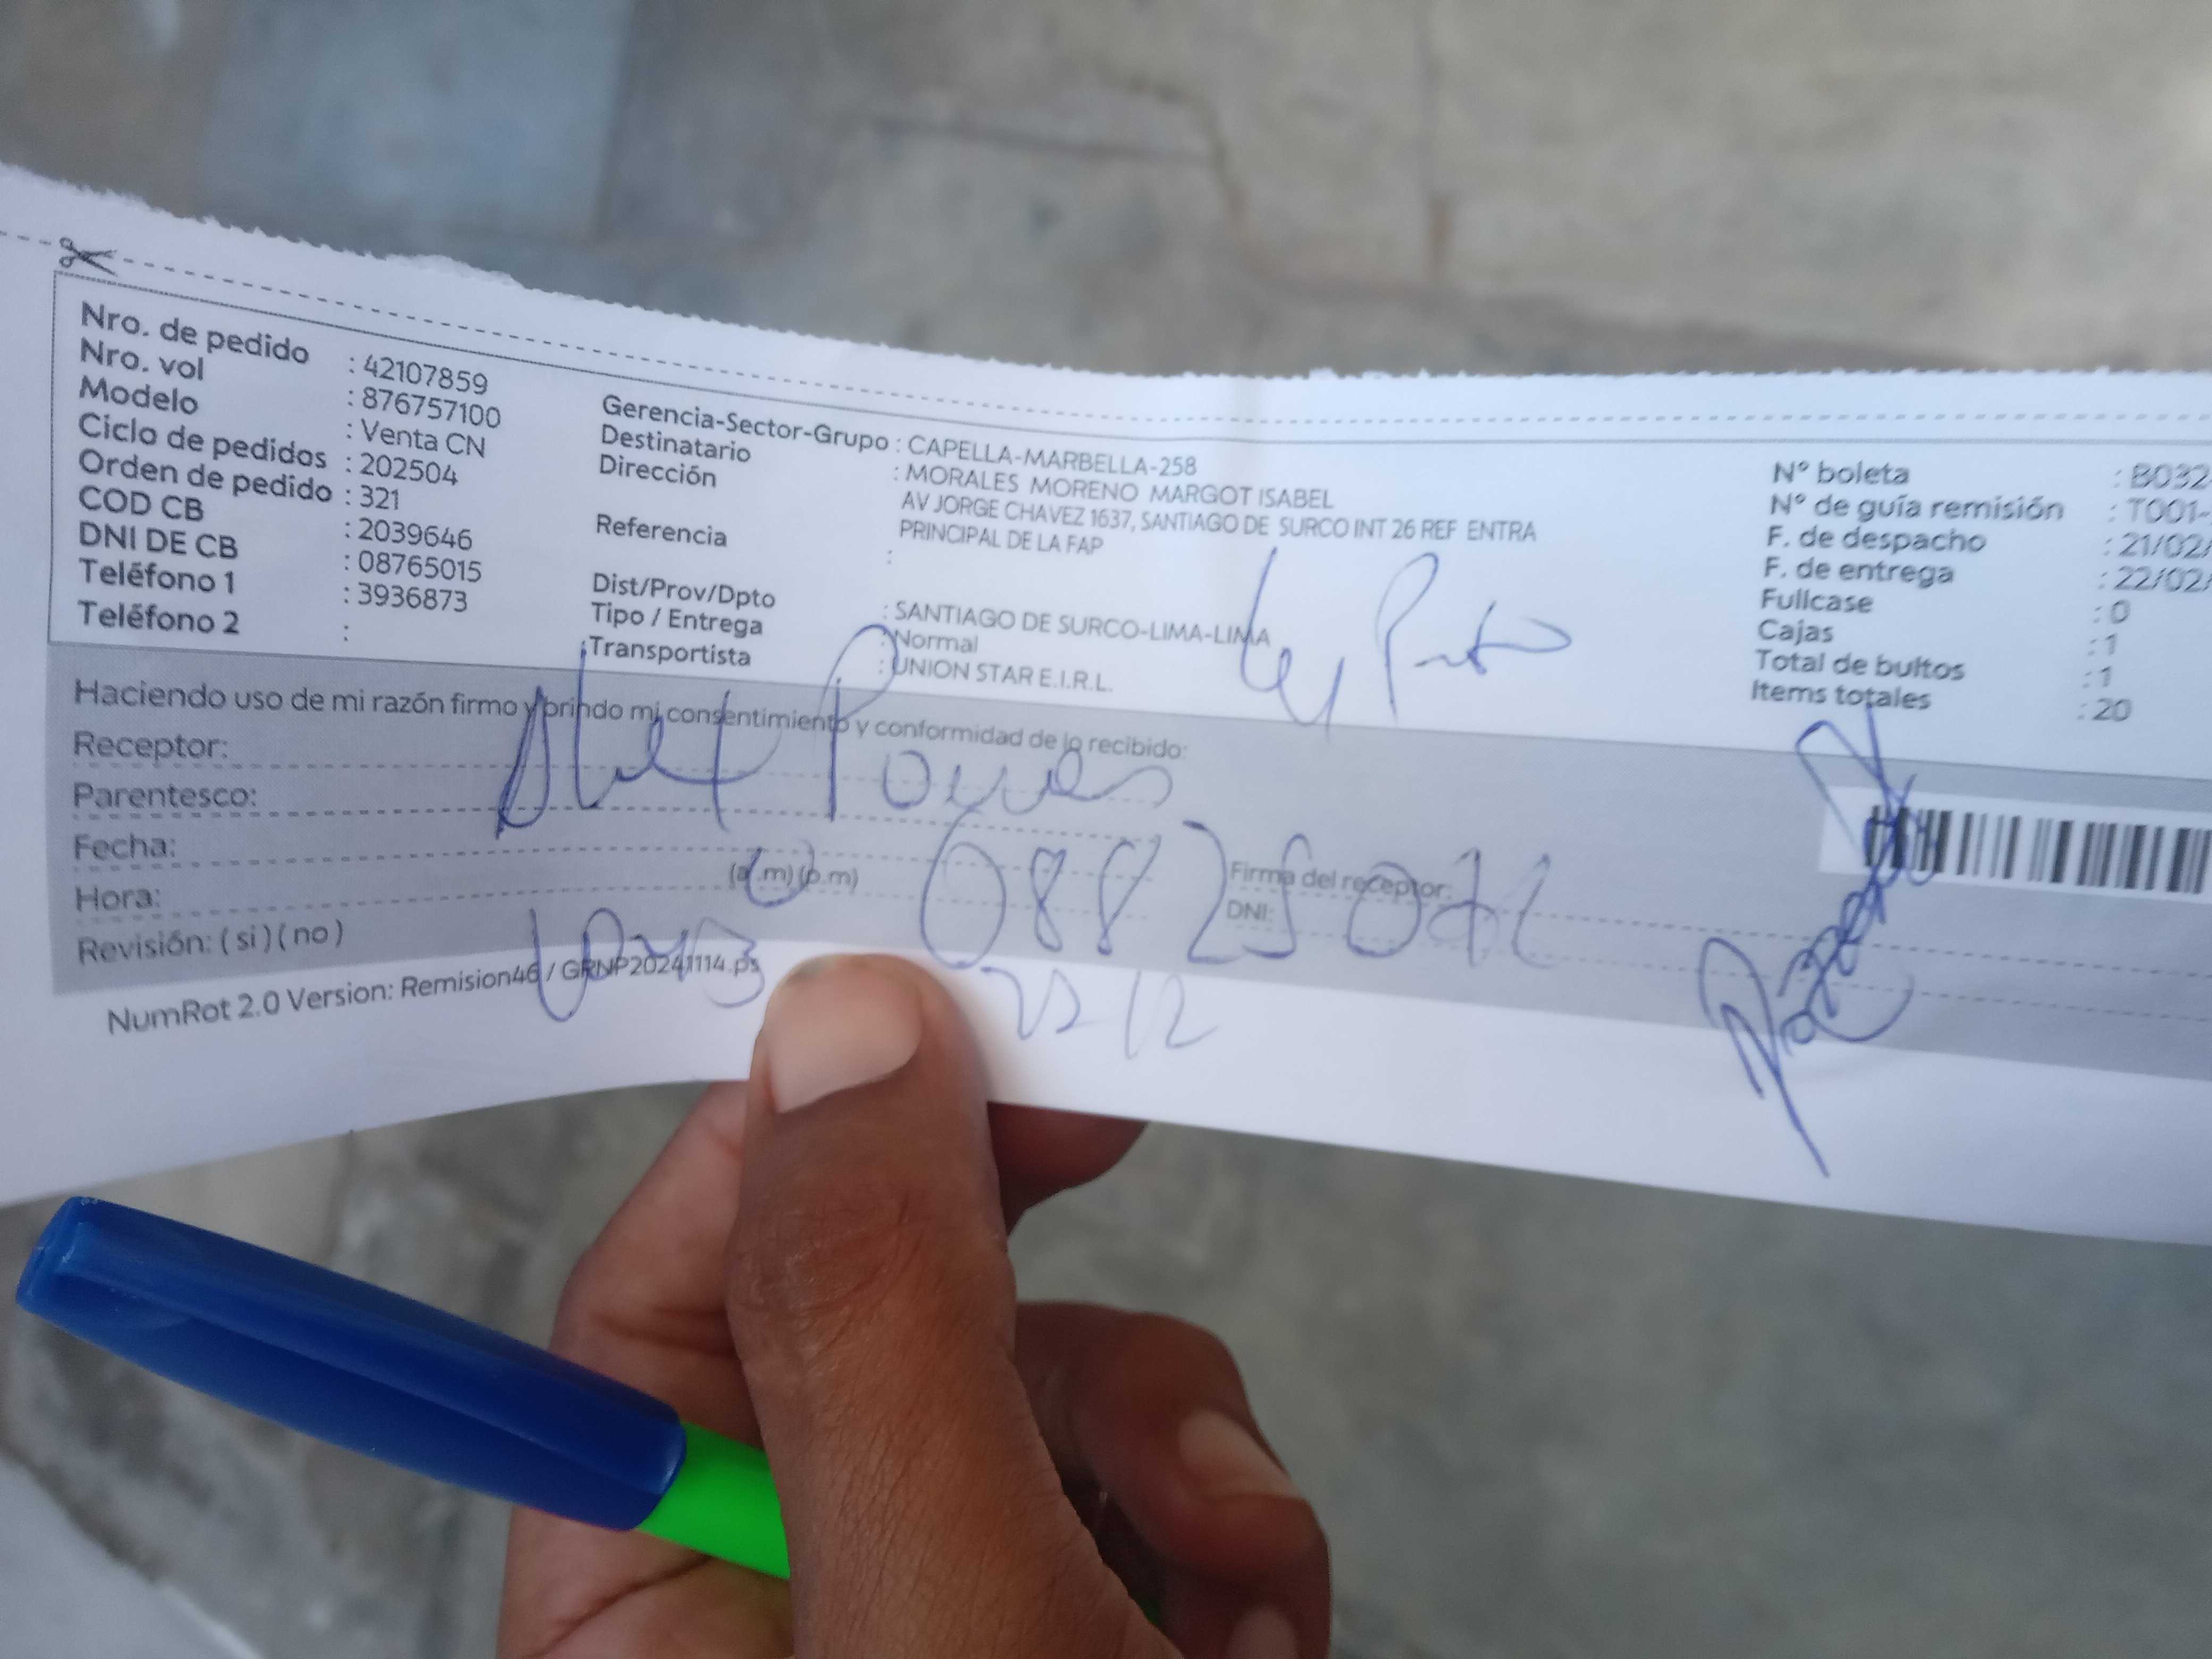 Nro. de pedido : 42107859
Nro. vol : 876757100
Modelo : Venta CN
Ciclo de pedidos : 202504
Orden de pedido : 321
COD CB : 2039646
DNI DE CB : 08765015
Teléfono 1 : 3936873
Teléfono 2 :
Gerencia-Sector-Grupo : CAPELLA-MARBELLA-258
Destinatario : MORALES MORENO MARGOT ISABEL
Dirección AV JORGE CHAVEZ 1637, SANTIAGO DE SURCO INT 26 REF ENTRA
PRINCIPAL DE LA FAP
Referencia :
Dist/Prov/Dpto : SANTIAGO DE SURCO-LIMA-LIMA
Tipo / Entrega : Normal
Transportista : UNION STAR E.I.R.L.
N° boleta : B032-
N° de guía remisión : T001-
F. de despacho : 21/02/
F. de entrega : 22/02/
Fullcase : 0
Cajas : 1
Total de bultos : 1
Items totales : 20
Haciendo uso de mi razón firmo y brindo mi consentimiento y conformidad de lo recibido:
Receptor:
Parentesco:
Fecha:
Hora: (a.m) (p.m)
Revisión: ( si ) ( no )
Firma del receptor:
DNI:
NumRot 2.0 Version: Remision46 / GRNP20241114.ps